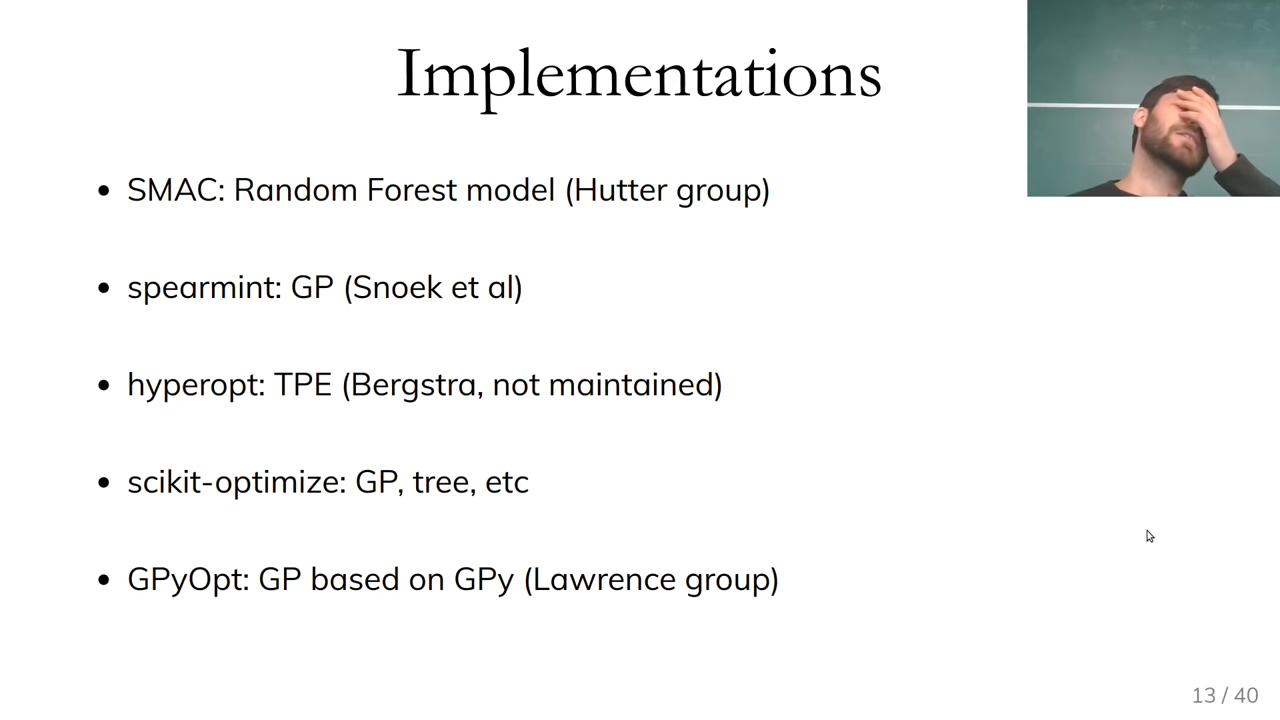 Implementations
SMAC: Random Forest model (Hutter group)
spearmint: GP (Snoek et al)
hyperopt: TPE (Bergstra, not maintained)
scikit-optimize: GP, tree, etc
GPyOpt: GP based on GPy (Lawrence group)
13 / 40